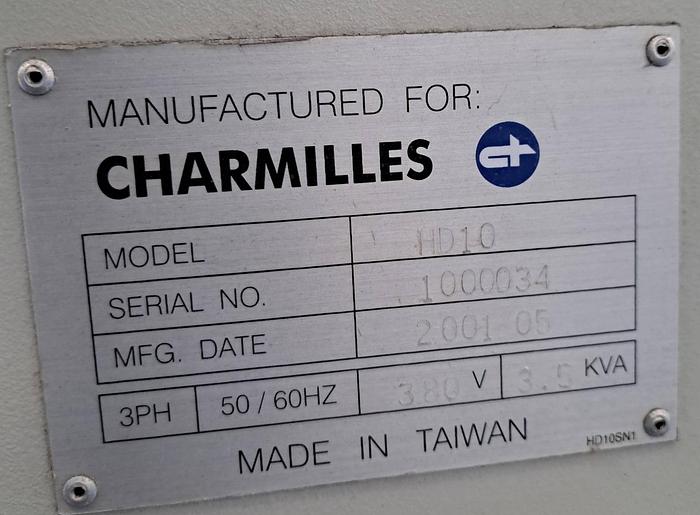 MANUFACTURED FOR:
CHARMILLES
MODEL HD10
SERIAL NO. 1000034
MFG. DATE 2001 05
3PH 50 / 60HZ 380 V 3.5 KVA
MADE IN TAIWAN HD10SN1